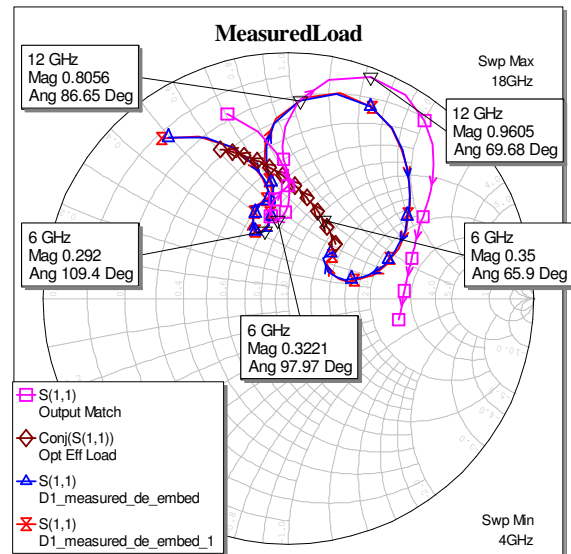 MeasuredLoad
12 GHz
Mag 0.8056
Ang 86.65 Deg
Swp Max
18GHz
12 GHz
Mag 0.9605
Ang 69.68 Deg
6 GHz
Mag 0.292
Ang 109.4 Deg
6 GHz
Mag 0.35
Ang 65.9 Deg
6 GHz
Mag 0.3221
Ang 97.97 Deg
S(1,1)
Output Match
Conj(S(1,1))
Opt Eff Load
S(1,1)
D1_measured_de_embed
S(1,1)
D1_measured_de_embed_1
Swp Min
4GHz